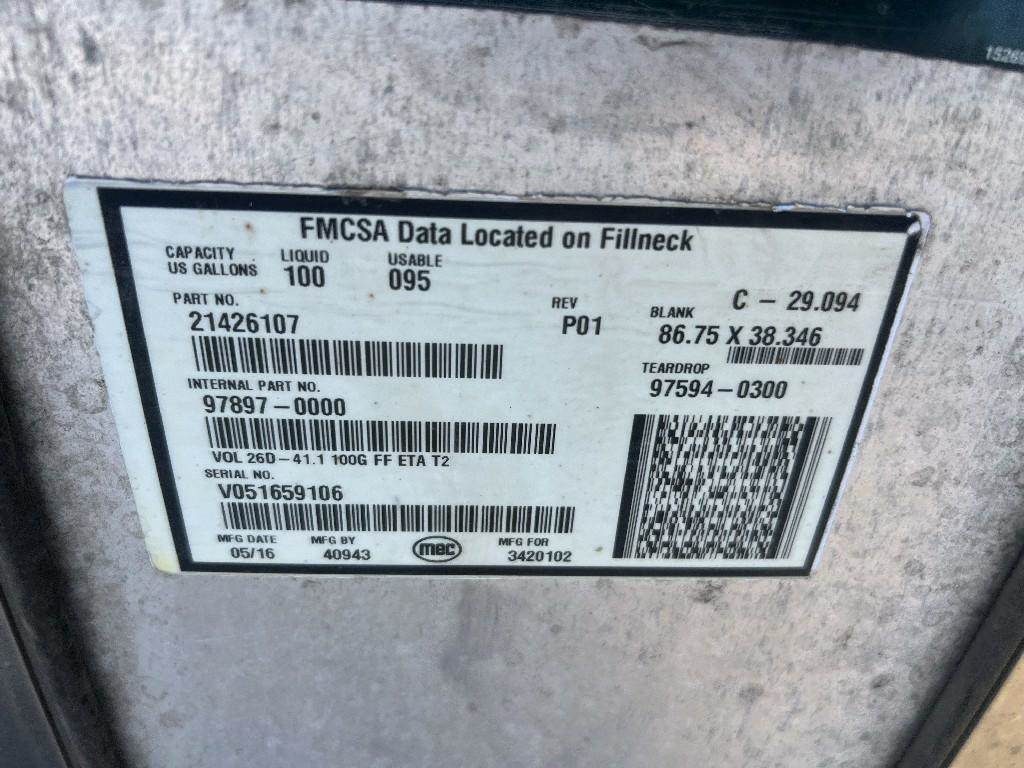 FMCSA Data Located on Fillneck
CAPACITY US GALLONS
LIQUID 100
USABLE 095
PART NO.
21426107
REV
P01
C - 29.094
BLANK
86.75 X 38.346
INTERNAL PART NO.
97897-0000
TEARDROP
97594-0300
VOL 26D-41.1 100G FF ETA T2
SERIAL NO.
V051659106
MFG DATE
05/16
MFG BY
40943
mec
MFG FOR
3420102